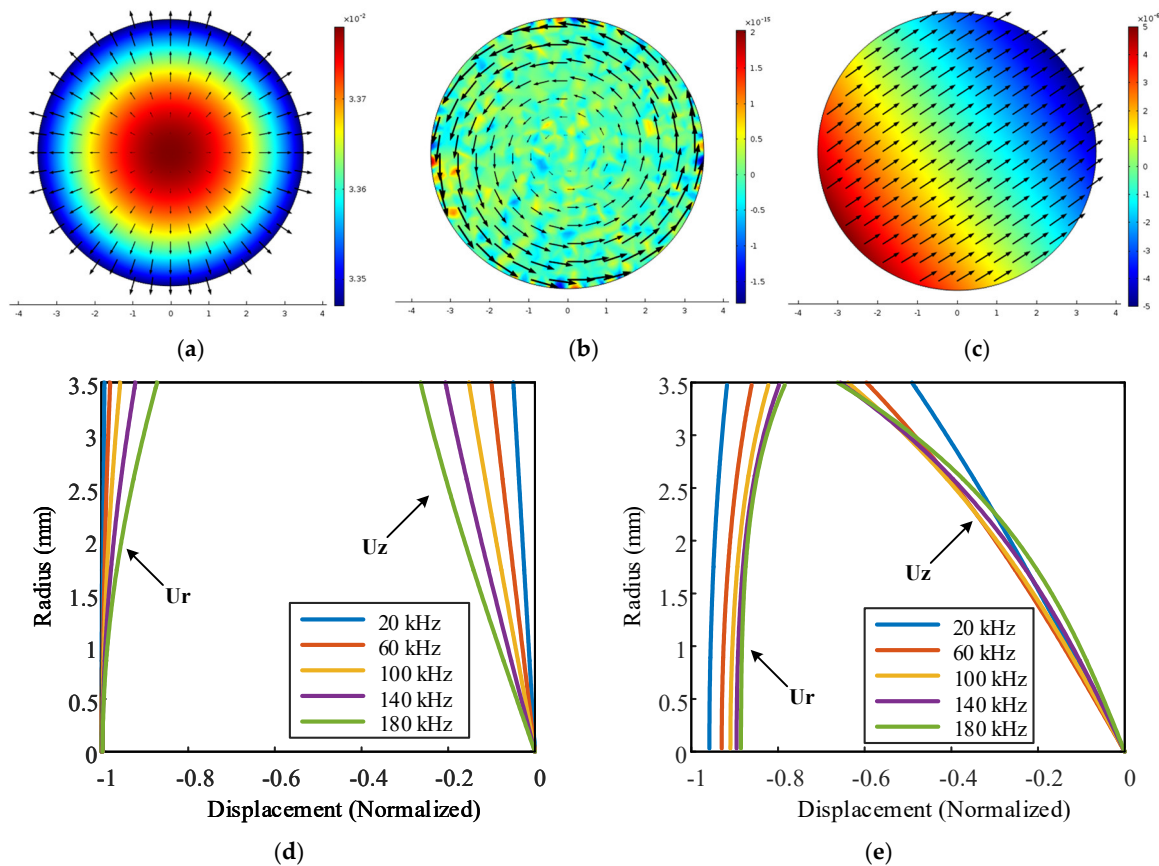 ×10⁻²
3.37
3.36
3.35
-4 -3 -2 -1 0 1 2 3 4
(a)
×10⁻¹⁵
2
1.5
1
0.5
0
-0.5
-1
-1.5
-4 -3 -2 -1 0 1 2 3 4
(b)
5
4
3
2
1
0
-1
-2
-3
-4
-5
-4 -3 -2 -1 0 1 2 3 4
(c)
3.5
3
2.5
2
1.5
1
0.5
0
Radius (mm)
Ur
Uz
20 kHz
60 kHz
100 kHz
140 kHz
180 kHz
-1 -0.8 -0.6 -0.4 -0.2 0
Displacement (Normalized)
(d)
3.5
3
2.5
2
1.5
1
0.5
0
Radius (mm)
Uz
Ur
20 kHz
60 kHz
100 kHz
140 kHz
180 kHz
-1 -0.8 -0.6 -0.4 -0.2 0
Displacement (Normalized)
(e)